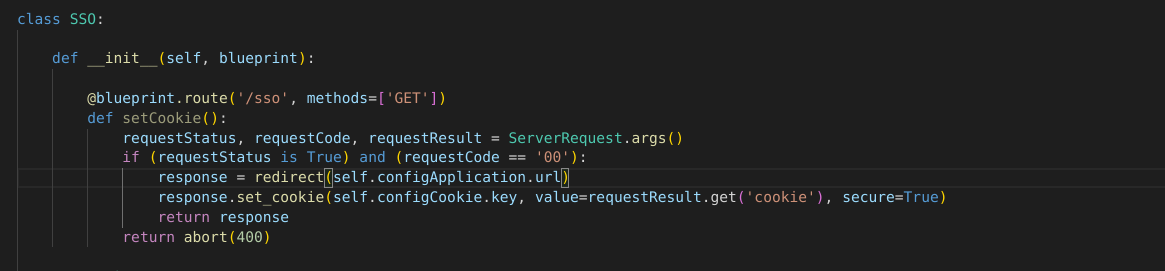 class SSO:
def __init__(self, blueprint):
@blueprint.route('/sso', methods=['GET'])
def setCookie():
requestStatus, requestCode, requestResult = ServerRequest.args()
if (requestStatus is True) and (requestCode == '00'):
response = redirect(self.configApplication.url)
response.set_cookie(self.configCookie.key, value=requestResult.get('cookie'), secure=True)
return response
return abort(400)